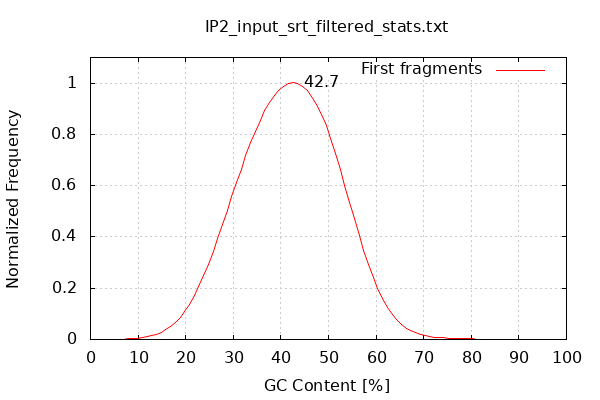 IP2_input_srt_filtered_stats.txt
First fragments
42.7
Normalized Frequency
1
0.8
0.6
0.4
0.2
0
0 10 20 30 40 50 60 70 80 90 100
GC Content [%]